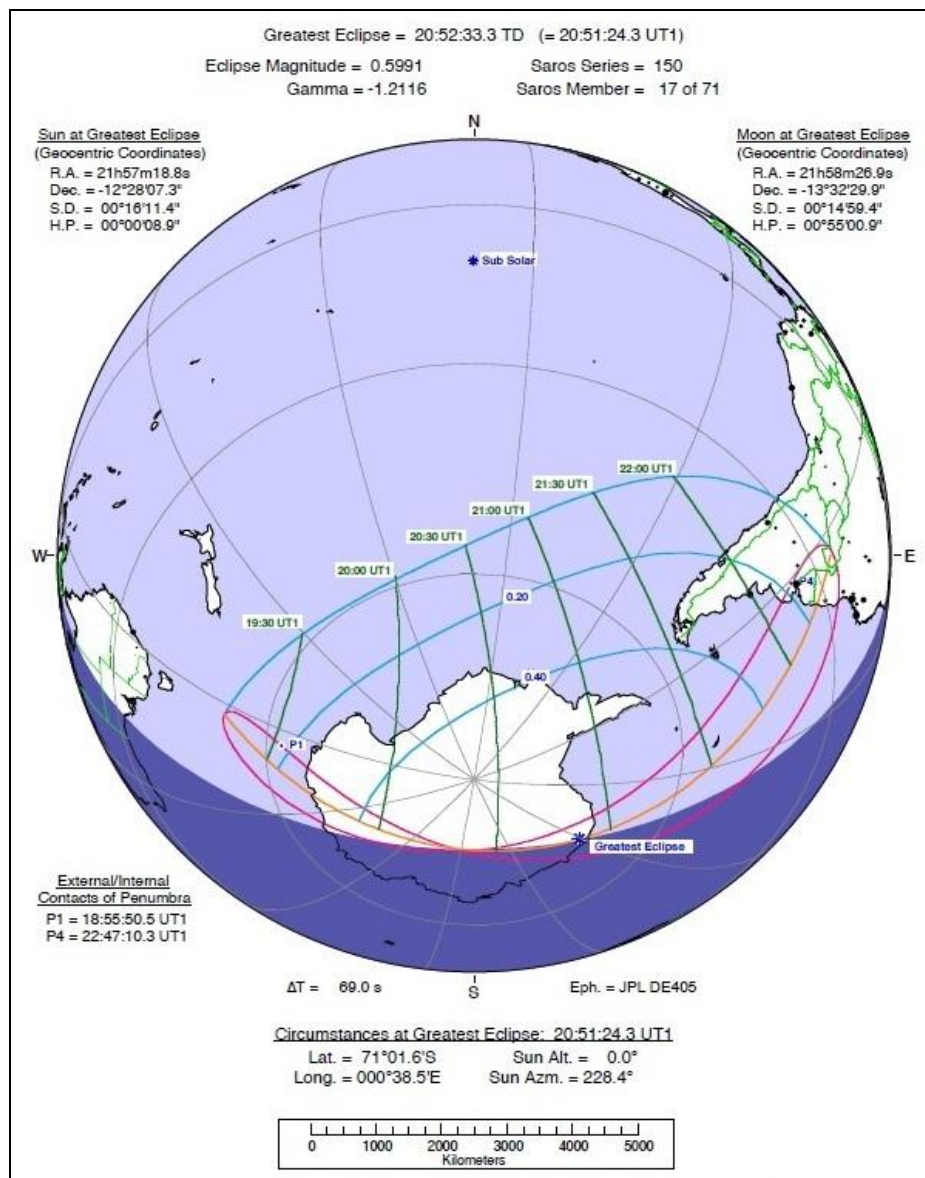 Greatest Eclipse = 20:52:33.3 TD (= 20:51:24.3 UT1)
Eclipse Magnitude = 0.5991
Gamma = -1.2116
Saros Series = 150
Saros Member = 17 of 71
Sun at Greatest Eclipse
(Geocentric Coordinates)
R.A. = 21h57m18.8s
Dec. = -12°28'07.3"
S.D. = 00°16'11.4"
H.P. = 00°00'08.9"
Moon at Greatest Eclipse
(Geocentric Coordinates)
R.A. = 21h58m26.9s
Dec. = -13°32'29.9"
S.D. = 00°14'59.4"
H.P. = 00°55'00.9"
N
Sub Solar
22:00 UT1
21:30 UT1
21:00 UT1
20:30 UT1
W
E
20:00 UT1
P4
0.20
19:30 UT1
0.40
P1
Greatest Eclipse
External/Internal
Contacts of Penumbra
P1 = 18:55:50.5 UT1
P4 = 22:47:10.3 UT1
S
ΔT = 69.0 s
Eph. = JPL DE405
Circumstances at Greatest Eclipse: 20:51:24.3 UT1
Lat. = 71°01.6'S
Sun Alt. = 0.0°
Long. = 000°38.5'E
Sun Azm. = 228.4°
0 1000 2000 3000 4000 5000
Kilometers